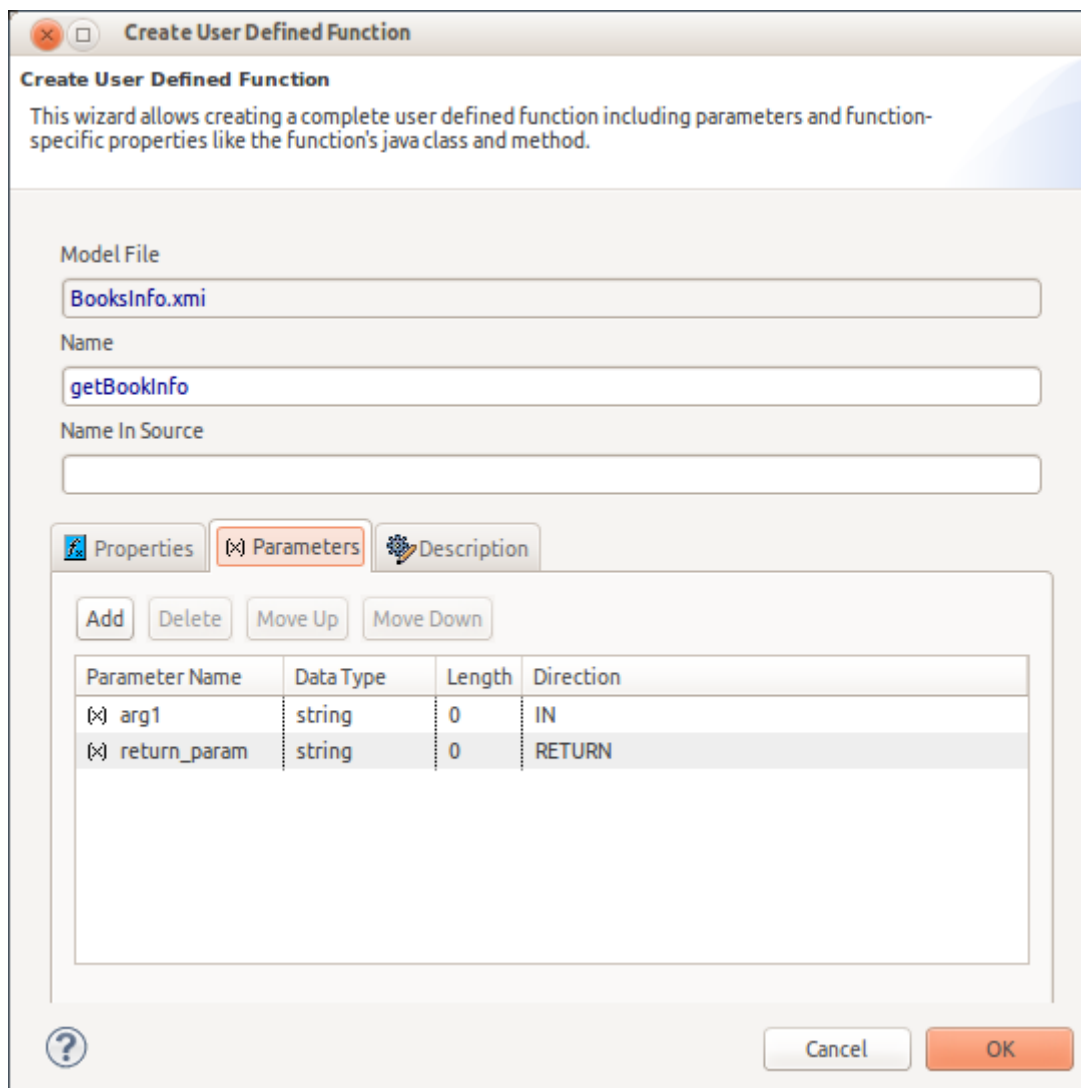 Create User Defined Function
Create User Defined Function
This wizard allows creating a complete user defined function including parameters and function-
specific properties like the function's java class and method.
Model File
BooksInfo.xmi
Name
getBookInfo
Name In Source
Properties (x) Parameters Description
Add Delete Move Up Move Down
Parameter Name Data Type Length Direction
(x) arg1 string 0 IN
(x) return_param string 0 RETURN
? Cancel OK